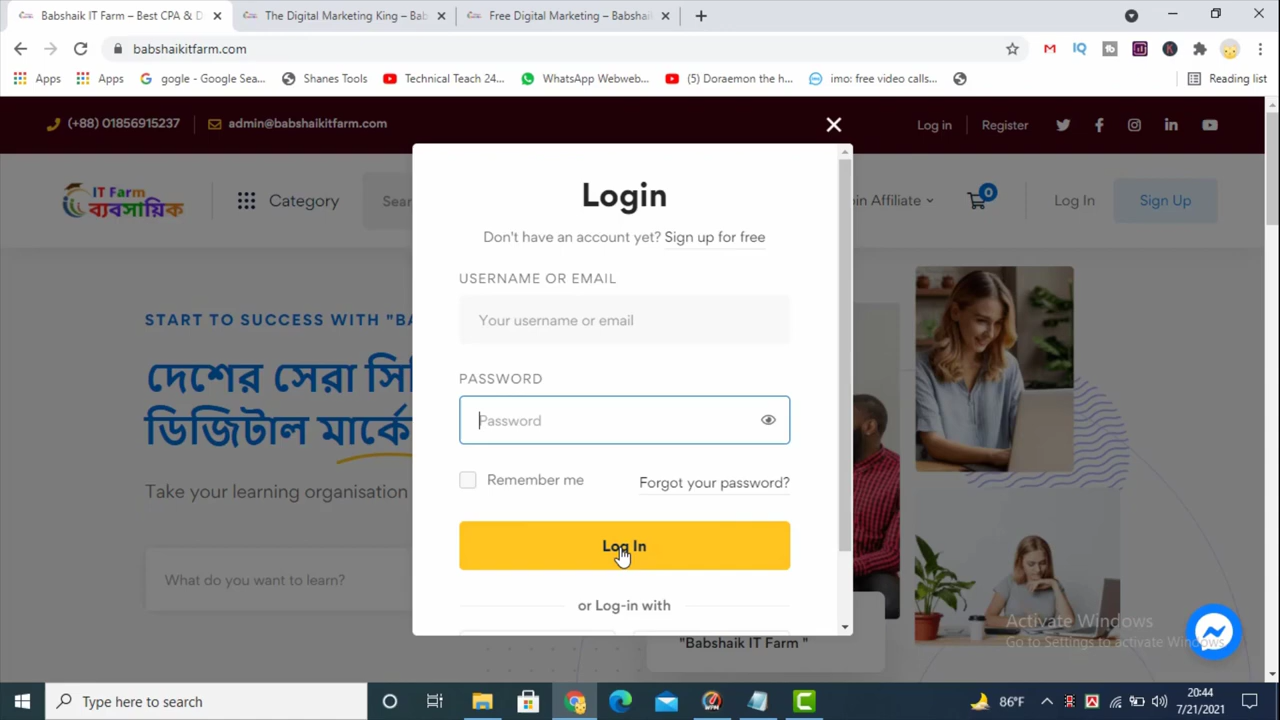 Babshaik IT Farm – Best CPA & D
The Digital Marketing King – Bab
Free Digital Marketing – Babshai
babshaikitfarm.com
Apps
Apps
gogle - Google Sea...
Shanes Tools
Technical Teach 24...
WhatsApp Webweb...
(5) Doraemon the h...
imo: free video calls...
Reading list
(+88) 01856915237
admin@babshaikitfarm.com
Log in
Register
IT Farm
ব্যবসায়িক
Category
Sear
oin Affiliate
0
Log In
Sign Up
Login
Don't have an account yet? Sign up for free
USERNAME OR EMAIL
Your username or email
PASSWORD
Password
Remember me
Forgot your password?
Log In
or Log-in with
START TO SUCCESS WITH "BA
দেশের সেরা সি
ডিজিটাল মার্কে
Take your learning organisation
What do you want to learn?
"Babshaik IT Farm "
Activate Windows
Go to Settings to activate Windows.
Type here to search
86°F
20:44
7/21/2021